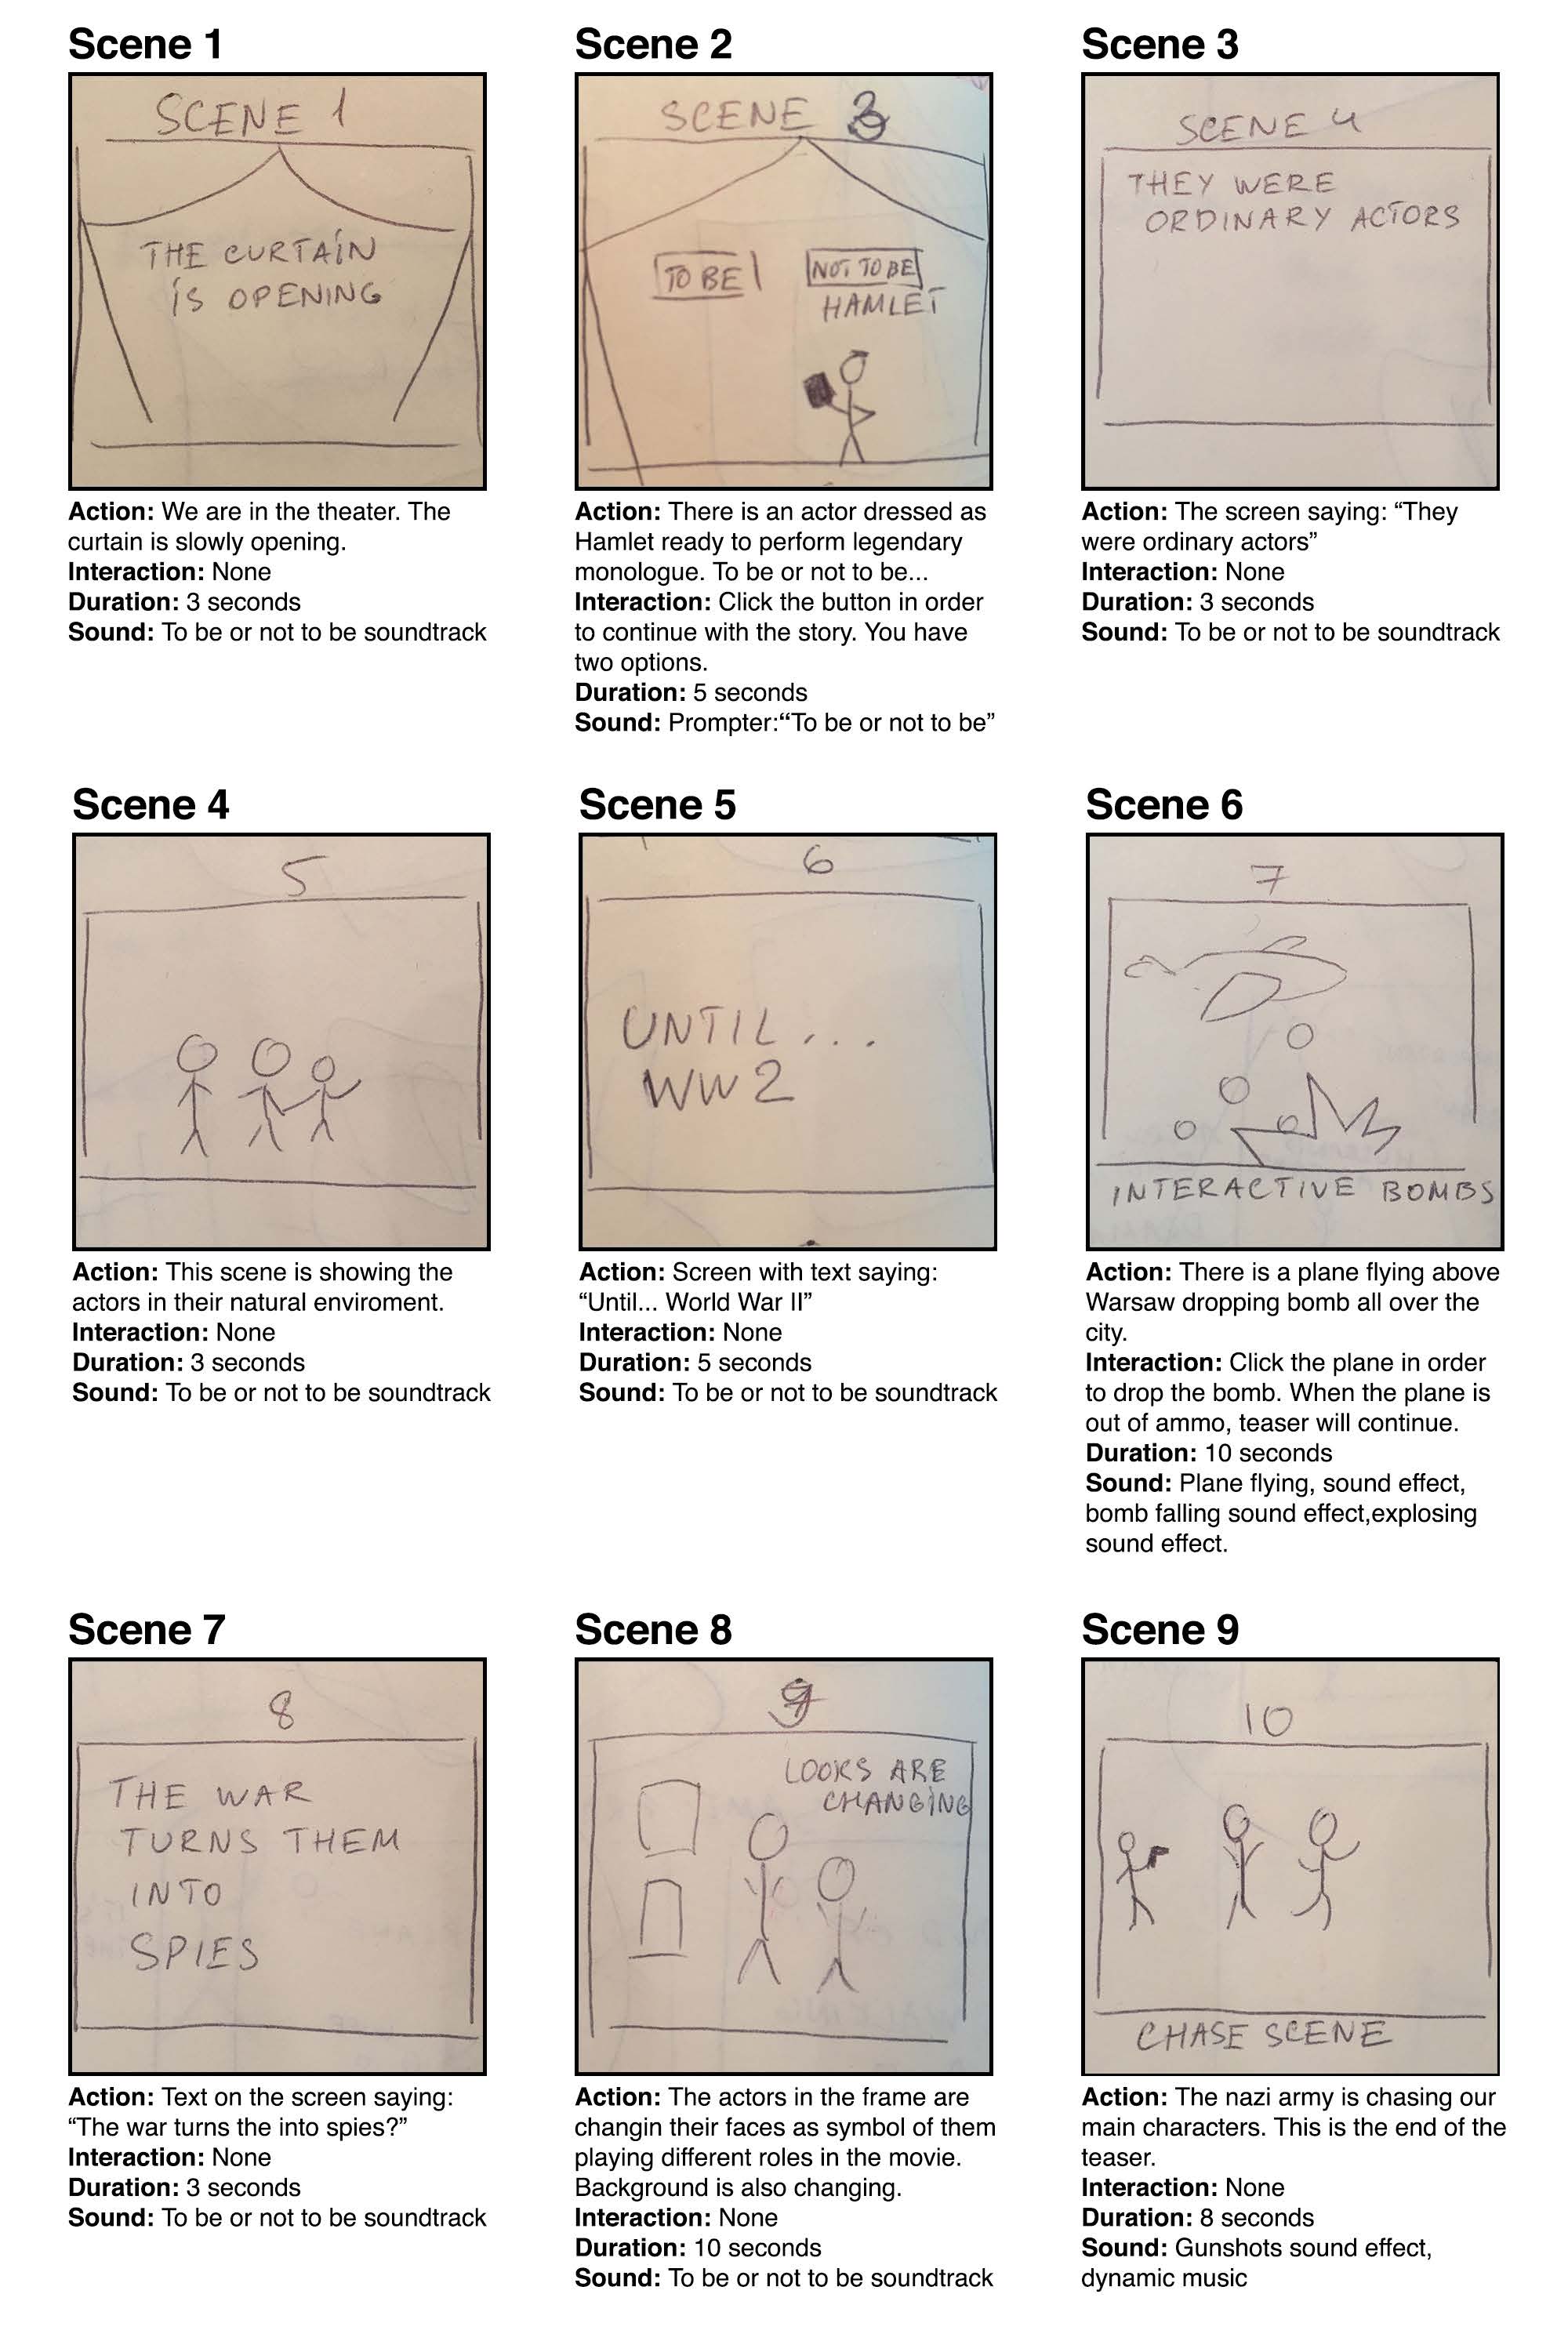 Scene 1
SCENE 1
THE CURTAIN
IS OPENING
Action: We are in the theater. The
curtain is slowly opening.
Interaction: None
Duration: 3 seconds
Sound: To be or not to be soundtrack
Scene 2
SCENE 3
TO BE
NOT TO BE
HAMLET
Action: There is an actor dressed as
Hamlet ready to perform legendary
monologue. To be or not to be...
Interaction: Click the button in order
to continue with the story. You have
two options.
Duration: 5 seconds
Sound: Prompter:“To be or not to be”
Scene 3
SCENE 4
THEY WERE
ORDINARY ACTORS
Action: The screen saying: “They
were ordinary actors”
Interaction: None
Duration: 3 seconds
Sound: To be or not to be soundtrack
Scene 4
5
Action: This scene is showing the
actors in their natural enviroment.
Interaction: None
Duration: 3 seconds
Sound: To be or not to be soundtrack
Scene 5
6
UNTIL...
WW2
Action: Screen with text saying:
“Until... World War II”
Interaction: None
Duration: 5 seconds
Sound: To be or not to be soundtrack
Scene 6
7
INTERACTIVE BOMBS
Action: There is a plane flying above
Warsaw dropping bomb all over the
city.
Interaction: Click the plane in order
to drop the bomb. When the plane is
out of ammo, teaser will continue.
Duration: 10 seconds
Sound: Plane flying, sound effect,
bomb falling sound effect,explosing
sound effect.
Scene 7
8
THE WAR
TURNS THEM
INTO
SPIES
Action: Text on the screen saying:
“The war turns the into spies?”
Interaction: None
Duration: 3 seconds
Sound: To be or not to be soundtrack
Scene 8
9
LOOKS ARE
CHANGING
Action: The actors in the frame are
changin their faces as symbol of them
playing different roles in the movie.
Background is also changing.
Interaction: None
Duration: 10 seconds
Sound: To be or not to be soundtrack
Scene 9
10
CHASE SCENE
Action: The nazi army is chasing our
main characters. This is the end of the
teaser.
Interaction: None
Duration: 8 seconds
Sound: Gunshots sound effect,
dynamic music